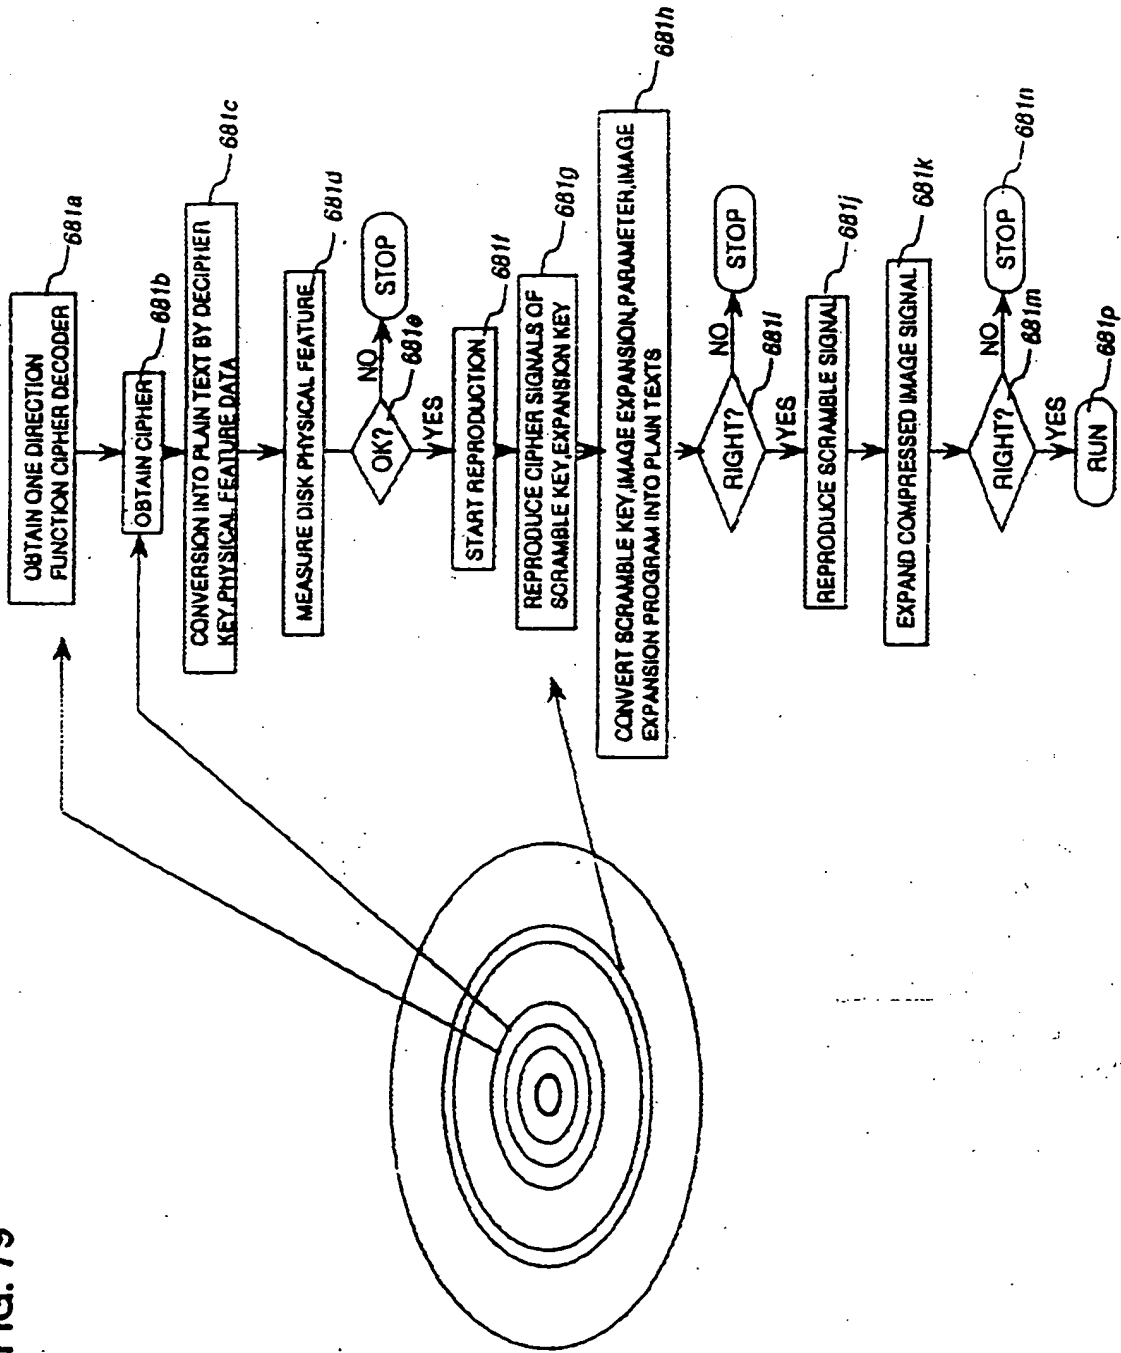 FIG. 79
OBTAIN ONE DIRECTION
FUNCTION CIPHER DECODER
681a
OBTAIN CIPHER
681b
CONVERSION INTO PLAIN TEXT BY DECIPHER
KEY,PHYSICAL FEATURE DATA
681c
MEASURE DISK PHYSICAL FEATURE
681d
OK?
NO
STOP
681e
YES
START REPRODUCTION
681f
REPRODUCE CIPHER SIGNALS OF
SCRAMBLE KEY,EXPANSION KEY
681g
CONVERT SCRAMBLE KEY,IMAGE EXPANSION,PARAMETER,IMAGE
EXPANSION PROGRAM INTO PLAIN TEXTS
681h
RIGHT?
NO
STOP
681i
YES
REPRODUCE SCRAMBLE SIGNAL
681j
EXPAND COMPRESSED IMAGE SIGNAL
681k
RIGHT?
NO
STOP
681n
681m
YES
RUN
681p